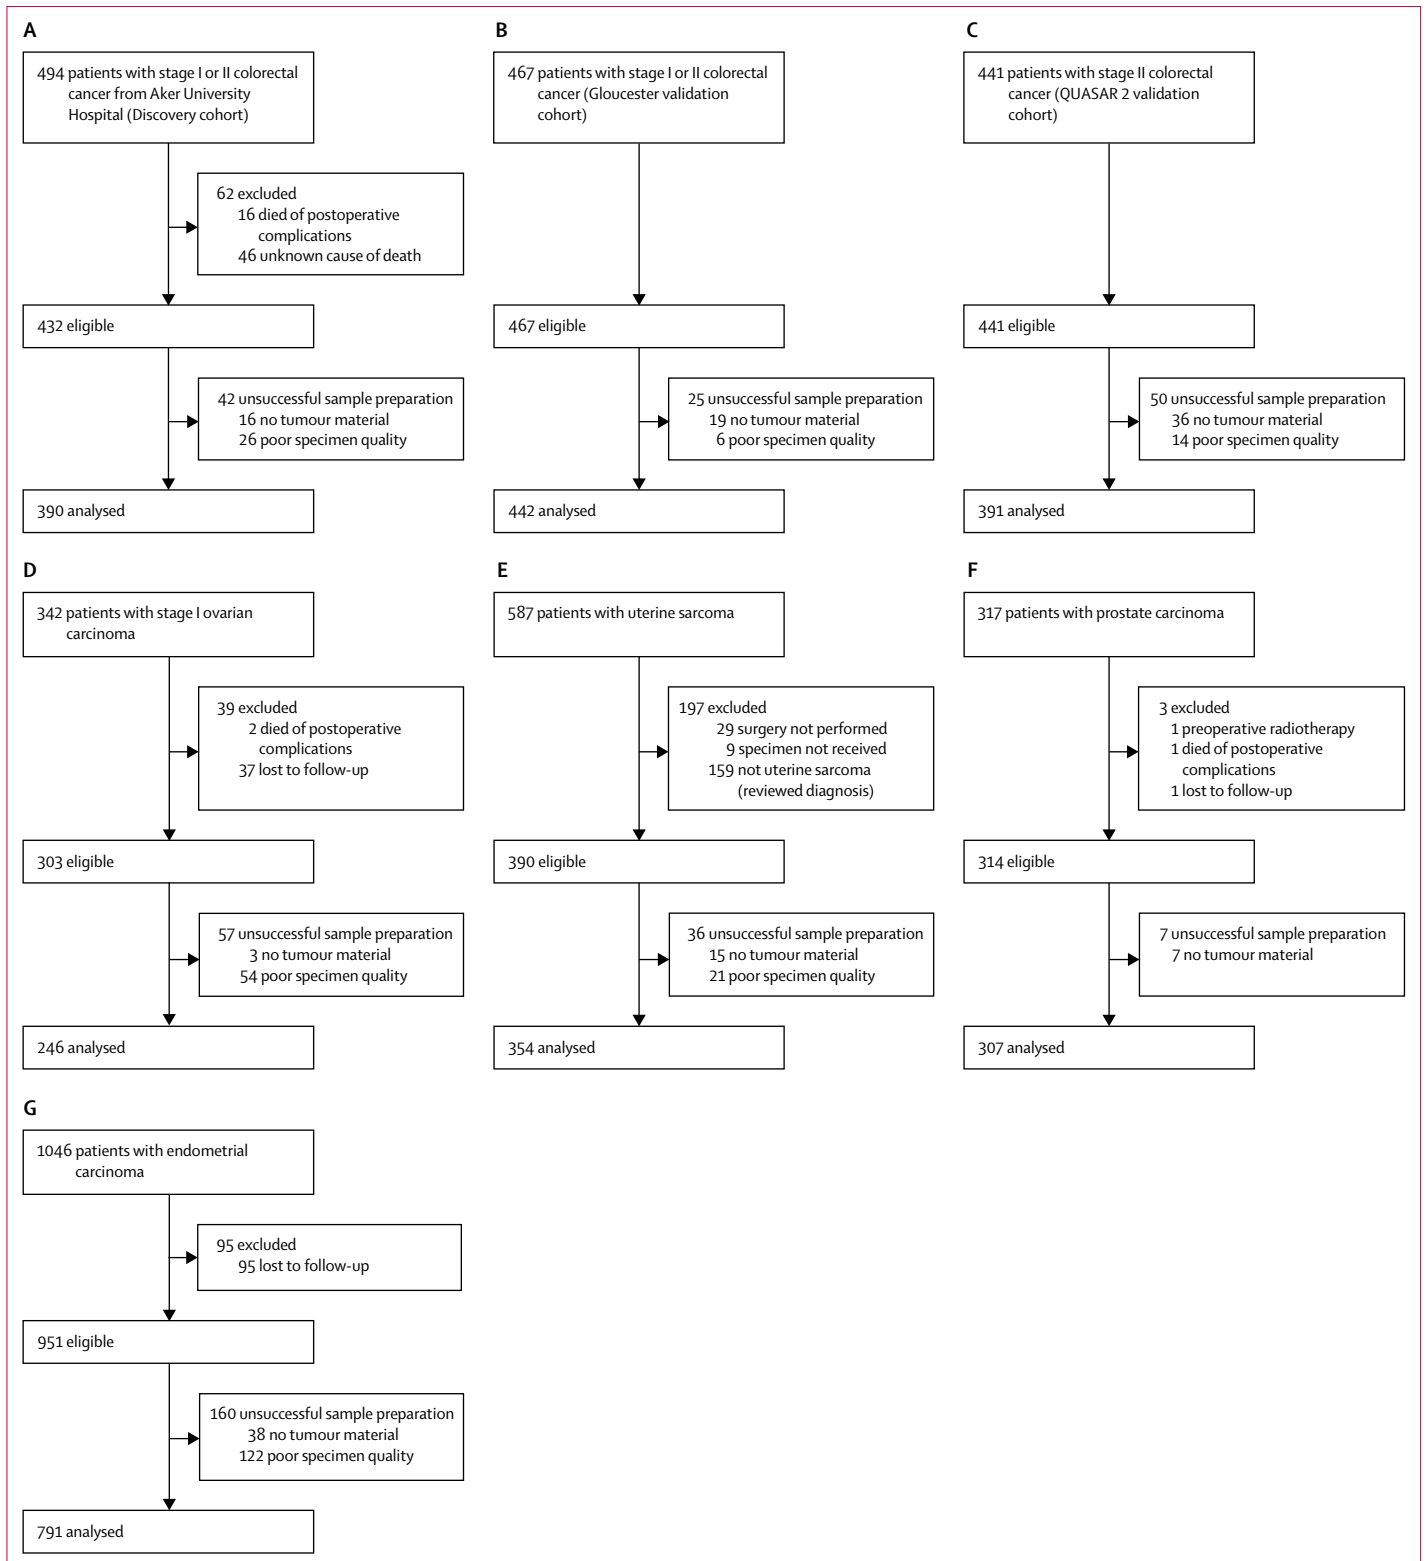 A
494 patients with stage I or II colorectal
cancer from Aker University
Hospital (Discovery cohort)
62 excluded
16 died of postoperative
complications
46 unknown cause of death
432 eligible
42 unsuccessful sample preparation
16 no tumour material
26 poor specimen quality
390 analysed
B
467 patients with stage I or II colorectal
cancer (Gloucester validation
cohort)
467 eligible
25 unsuccessful sample preparation
19 no tumour material
6 poor specimen quality
442 analysed
C
441 patients with stage II colorectal
cancer (QUASAR 2 validation
cohort)
441 eligible
50 unsuccessful sample preparation
36 no tumour material
14 poor specimen quality
391 analysed
D
342 patients with stage I ovarian
carcinoma
39 excluded
2 died of postoperative
complications
37 lost to follow-up
303 eligible
57 unsuccessful sample preparation
3 no tumour material
54 poor specimen quality
246 analysed
E
587 patients with uterine sarcoma
197 excluded
29 surgery not performed
9 specimen not received
159 not uterine sarcoma
(reviewed diagnosis)
390 eligible
36 unsuccessful sample preparation
15 no tumour material
21 poor specimen quality
354 analysed
F
317 patients with prostate carcinoma
3 excluded
1 preoperative radiotherapy
1 died of postoperative
complications
1 lost to follow-up
314 eligible
7 unsuccessful sample preparation
7 no tumour material
307 analysed
G
1046 patients with endometrial
carcinoma
95 excluded
95 lost to follow-up
951 eligible
160 unsuccessful sample preparation
38 no tumour material
122 poor specimen quality
791 analysed